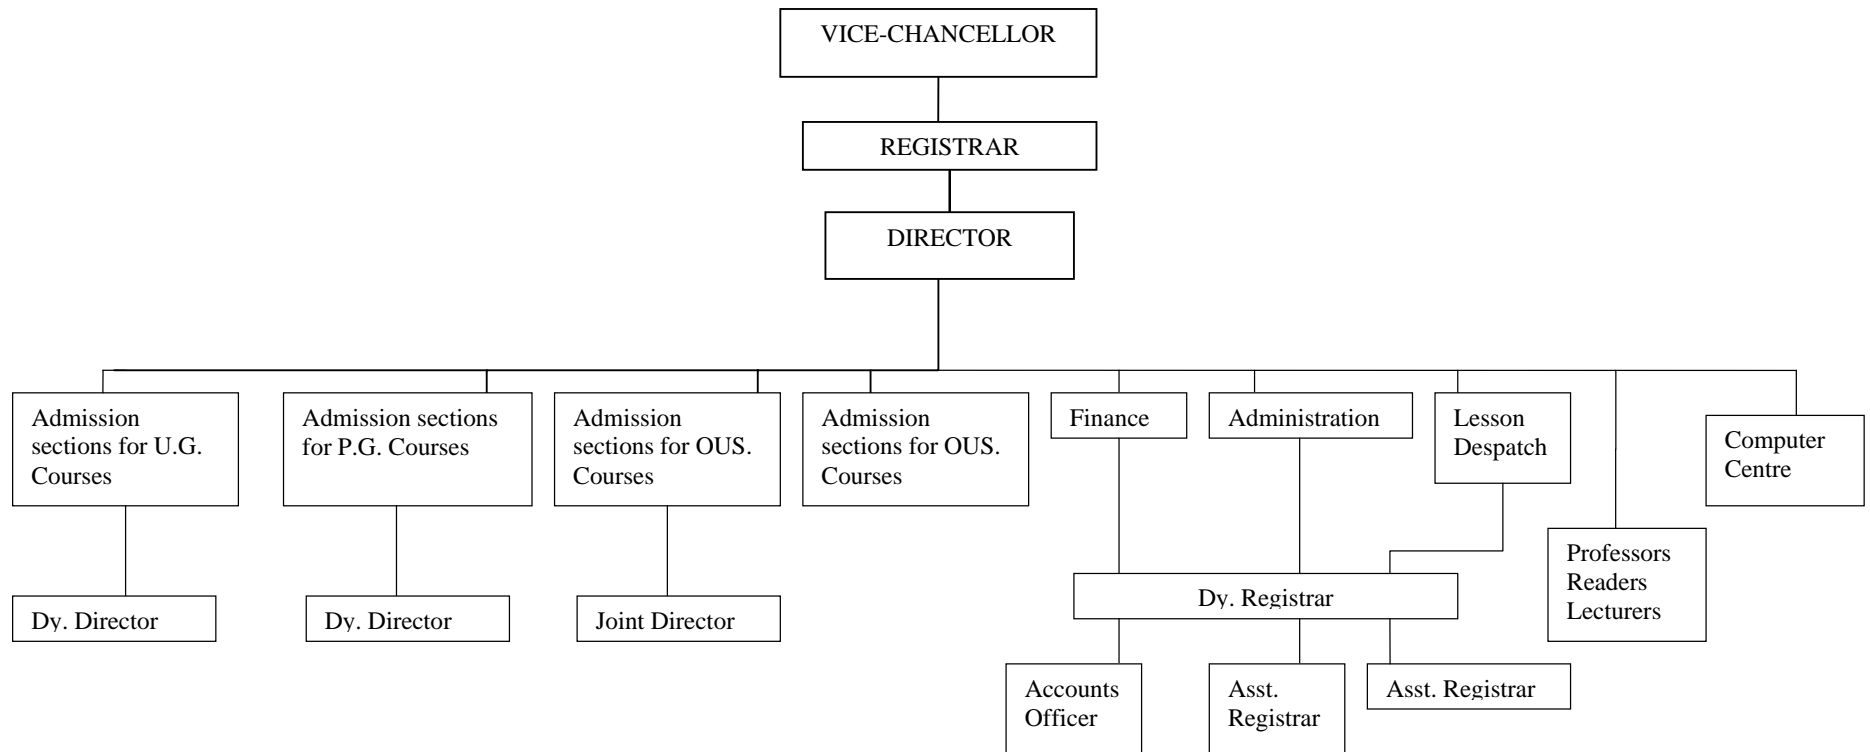 VICE-CHANCELLOR
REGISTRAR
DIRECTOR
Admission
sections for U.G.
Courses
Admission sections
for P.G. Courses
Admission
sections for OUS.
Courses
Admission
sections for OUS.
Courses
Finance
Administration
Lesson
Despatch
Computer
Centre
Professors
Readers
Lecturers
Dy. Director
Dy. Director
Joint Director
Dy. Registrar
Accounts
Officer
Asst.
Registrar
Asst. Registrar